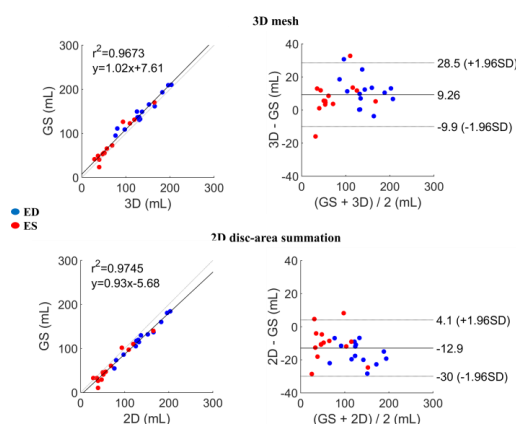 3D mesh
300
200
100
0
GS (mL)
r²=0.9673
y=1.02x+7.61
0 100 200 300
3D (mL)
40
20
0
-20
-40
3D - GS (mL)
28.5 (+1.96SD)
9.26
-9.9 (-1.96SD)
0 100 200 300
(GS + 3D) / 2 (mL)
ED
ES
2D disc-area summation
300
200
100
0
GS (mL)
r²=0.9745
y=0.93x-5.68
0 100 200 300
2D (mL)
40
20
0
-20
-40
2D - GS (mL)
4.1 (+1.96SD)
-12.9
-30 (-1.96SD)
0 100 200 300
(GS + 2D) / 2 (mL)